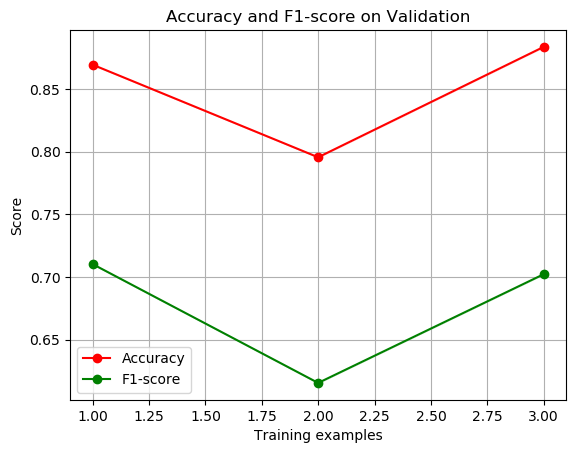 Accuracy and F1-score on Validation
Score
0.85
0.80
0.75
0.70
0.65
Accuracy
F1-score
1.00 1.25 1.50 1.75 2.00 2.25 2.50 2.75 3.00
Training examples